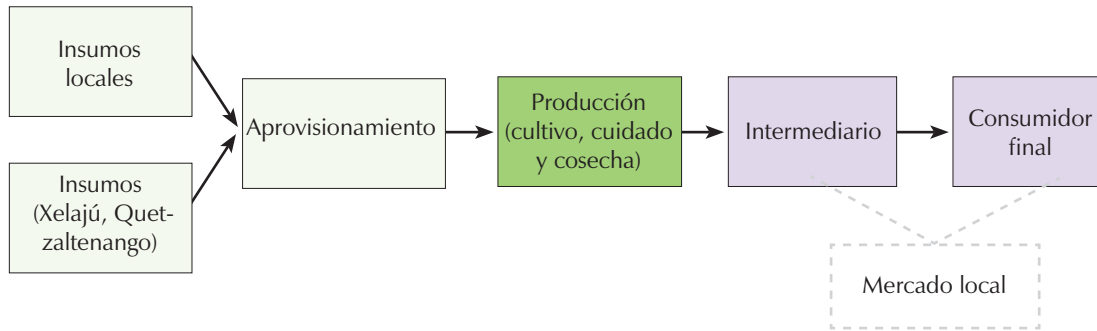 Insumos
locales
Insumos
(Xelajú, Quet-
zaltenango)
Aprovisionamiento
Producción
(cultivo, cuidado
y cosecha)
Intermediario
Consumidor
final
Mercado local